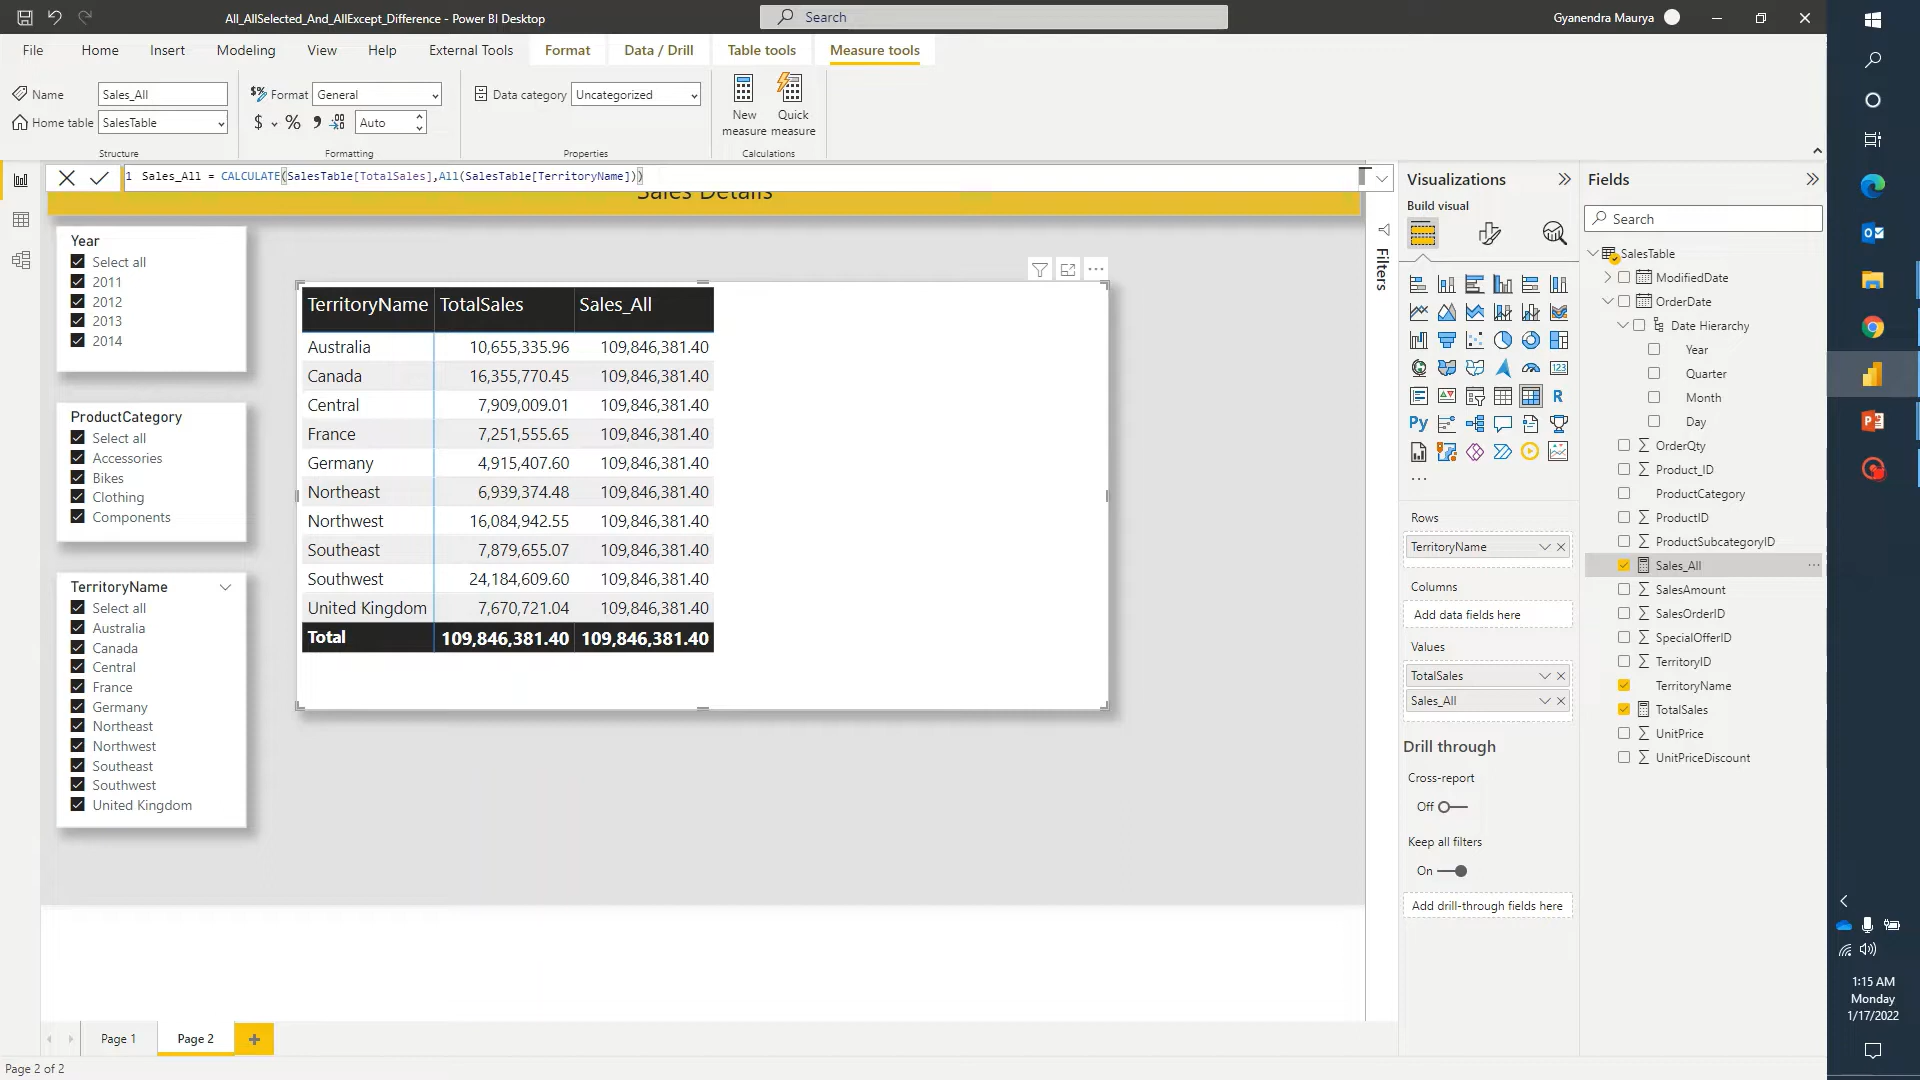 All_AllSelected_And_AllExcept_Difference - Power BI Desktop
Search
Gyanendra Maurya
File Home Insert Modeling View Help External Tools Format Data / Drill Table tools Measure tools
Name Sales_All
Home table SalesTable
Structure
Format General
$ % Auto
Formatting
Data category Uncategorized
Properties
New measure
Quick measure
Calculations
1 Sales_All = CALCULATE(SalesTable[TotalSales],All(SalesTable[TerritoryName]))
Sales Details
Year
Select all
2011
2012
2013
2014
ProductCategory
Select all
Accessories
Bikes
Clothing
Components
TerritoryName
Select all
Australia
Canada
Central
France
Germany
Northeast
Northwest
Southeast
Southwest
United Kingdom
TerritoryName TotalSales Sales_All
Australia 10,655,335.96 109,846,381.40
Canada 16,355,770.45 109,846,381.40
Central 7,909,009.01 109,846,381.40
France 7,251,555.65 109,846,381.40
Germany 4,915,407.60 109,846,381.40
Northeast 6,939,374.48 109,846,381.40
Northwest 16,084,942.55 109,846,381.40
Southeast 7,879,655.07 109,846,381.40
Southwest 24,184,609.60 109,846,381.40
United Kingdom 7,670,721.04 109,846,381.40
Total 109,846,381.40 109,846,381.40
Filters
Visualizations
Build visual
123
R
Py
Rows
TerritoryName
Columns
Add data fields here
Values
TotalSales
Sales_All
Drill through
Cross-report
Off
Keep all filters
On
Add drill-through fields here
Fields
Search
SalesTable
ModifiedDate
OrderDate
Date Hierarchy
Year
Quarter
Month
Day
OrderQty
Product_ID
ProductCategory
ProductID
ProductSubcategoryID
Sales_All
SalesAmount
SalesOrderID
SpecialOfferID
TerritoryID
TerritoryName
TotalSales
UnitPrice
UnitPriceDiscount
Page 1
Page 2
Page 2 of 2
1:15 AM
Monday
1/17/2022